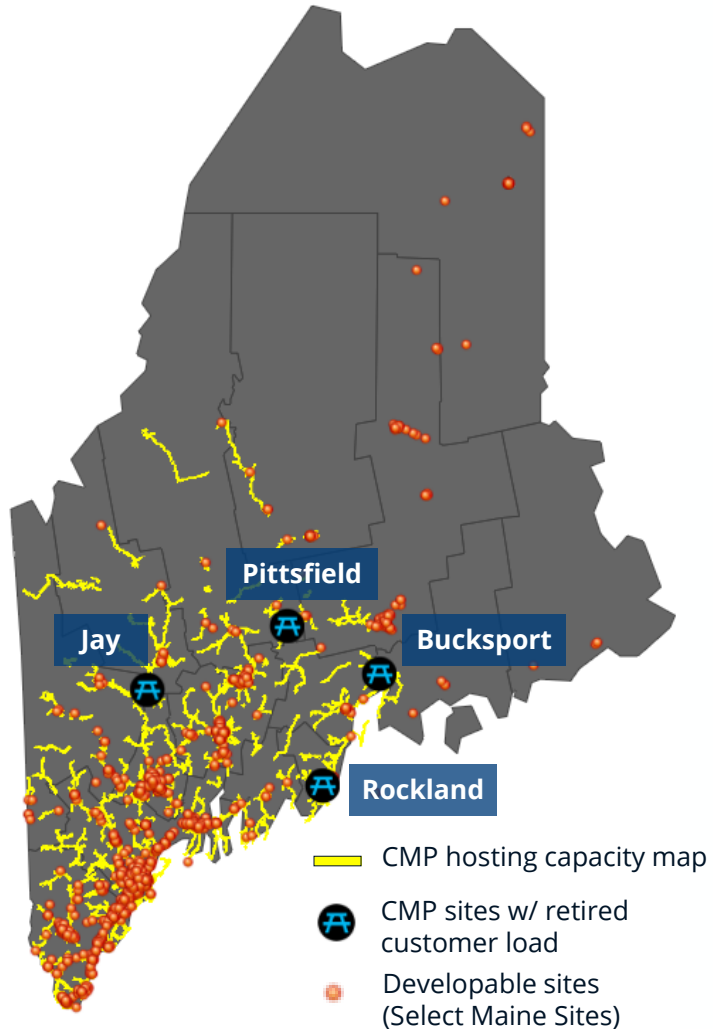 Pittsfield
Jay
Bucksport
Rockland
CMP hosting capacity map
CMP sites w/ retired
customer load
Developable sites
(Select Maine Sites)